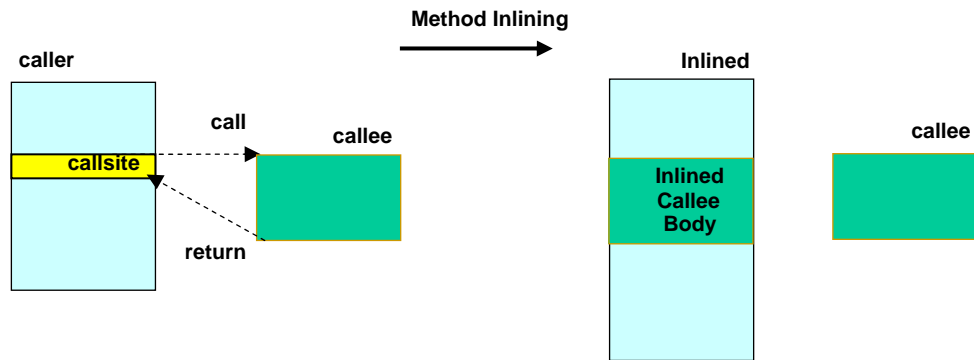 Method Inlining
caller
Inlined
call
callee
callee
callsite
Inlined
Callee
Body
return